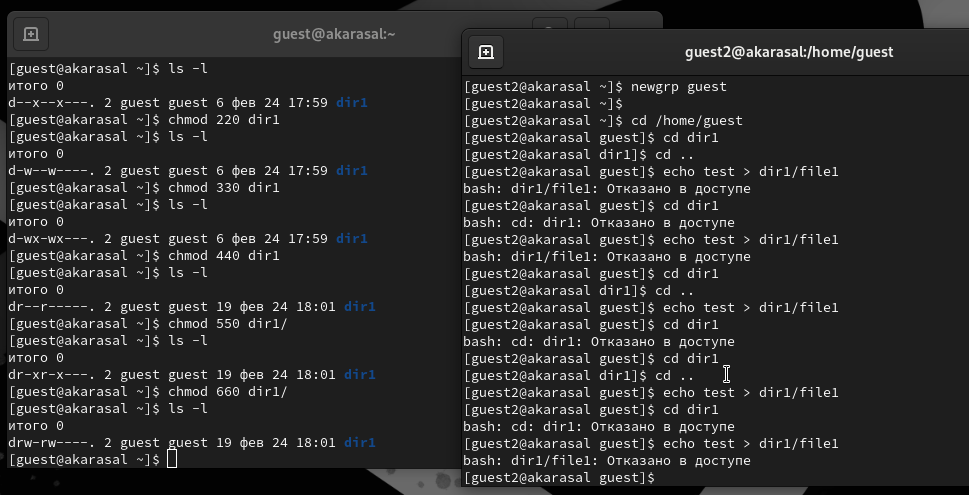 guest@akarasal:~
[guest@akarasal ~]$ ls -l
итого 0
d--x--x---. 2 guest guest 6 фев 24 17:59 dir1
[guest@akarasal ~]$ chmod 220 dir1
[guest@akarasal ~]$ ls -l
итого 0
d-w--w----. 2 guest guest 6 фев 24 17:59 dir1
[guest@akarasal ~]$ chmod 330 dir1
[guest@akarasal ~]$ ls -l
итого 0
d-wx-wx---. 2 guest guest 6 фев 24 17:59 dir1
[guest@akarasal ~]$ chmod 440 dir1
[guest@akarasal ~]$ ls -l
итого 0
dr--r-----. 2 guest guest 19 фев 24 18:01 dir1
[guest@akarasal ~]$ chmod 550 dir1/
[guest@akarasal ~]$ ls -l
итого 0
dr-xr-x---. 2 guest guest 19 фев 24 18:01 dir1
[guest@akarasal ~]$ chmod 660 dir1/
[guest@akarasal ~]$ ls -l
итого 0
drw-rw----. 2 guest guest 19 фев 24 18:01 dir1
[guest@akarasal ~]$
guest2@akarasal:/home/guest
[guest2@akarasal ~]$ newgrp guest
[guest2@akarasal ~]$
[guest2@akarasal ~]$ cd /home/guest
[guest2@akarasal guest]$ cd dir1
[guest2@akarasal dir1]$ cd ..
[guest2@akarasal guest]$ echo test > dir1/file1
bash: dir1/file1: Отказано в доступе
[guest2@akarasal guest]$ cd dir1
bash: cd: dir1: Отказано в доступе
[guest2@akarasal guest]$ echo test > dir1/file1
bash: dir1/file1: Отказано в доступе
[guest2@akarasal guest]$ cd dir1
[guest2@akarasal dir1]$ cd ..
[guest2@akarasal guest]$ echo test > dir1/file1
[guest2@akarasal guest]$ cd dir1
bash: cd: dir1: Отказано в доступе
[guest2@akarasal guest]$ cd dir1
[guest2@akarasal dir1]$ cd ..
[guest2@akarasal guest]$ echo test > dir1/file1
[guest2@akarasal guest]$ cd dir1
bash: cd: dir1: Отказано в доступе
[guest2@akarasal guest]$ echo test > dir1/file1
bash: dir1/file1: Отказано в доступе
[guest2@akarasal guest]$